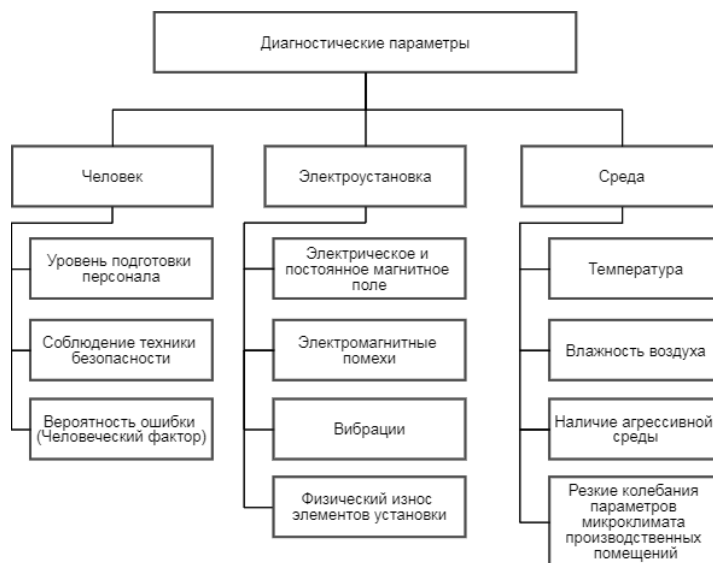 Диагностические параметры
Человек
Электроустановка
Среда
Уровень подготовки
персонала
Соблюдение техники
безопасности
Вероятность ошибки
(Человеческий фактор)
Электрическое и
постоянное магнитное
поле
Электромагнитные
помехи
Вибрации
Физический износ
элементов установки
Температура
Влажность воздуха
Наличие агрессивной
среды
Резкие колебания
параметров
микроклимата
производственных
помещений